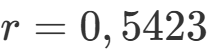 r = 0,5423